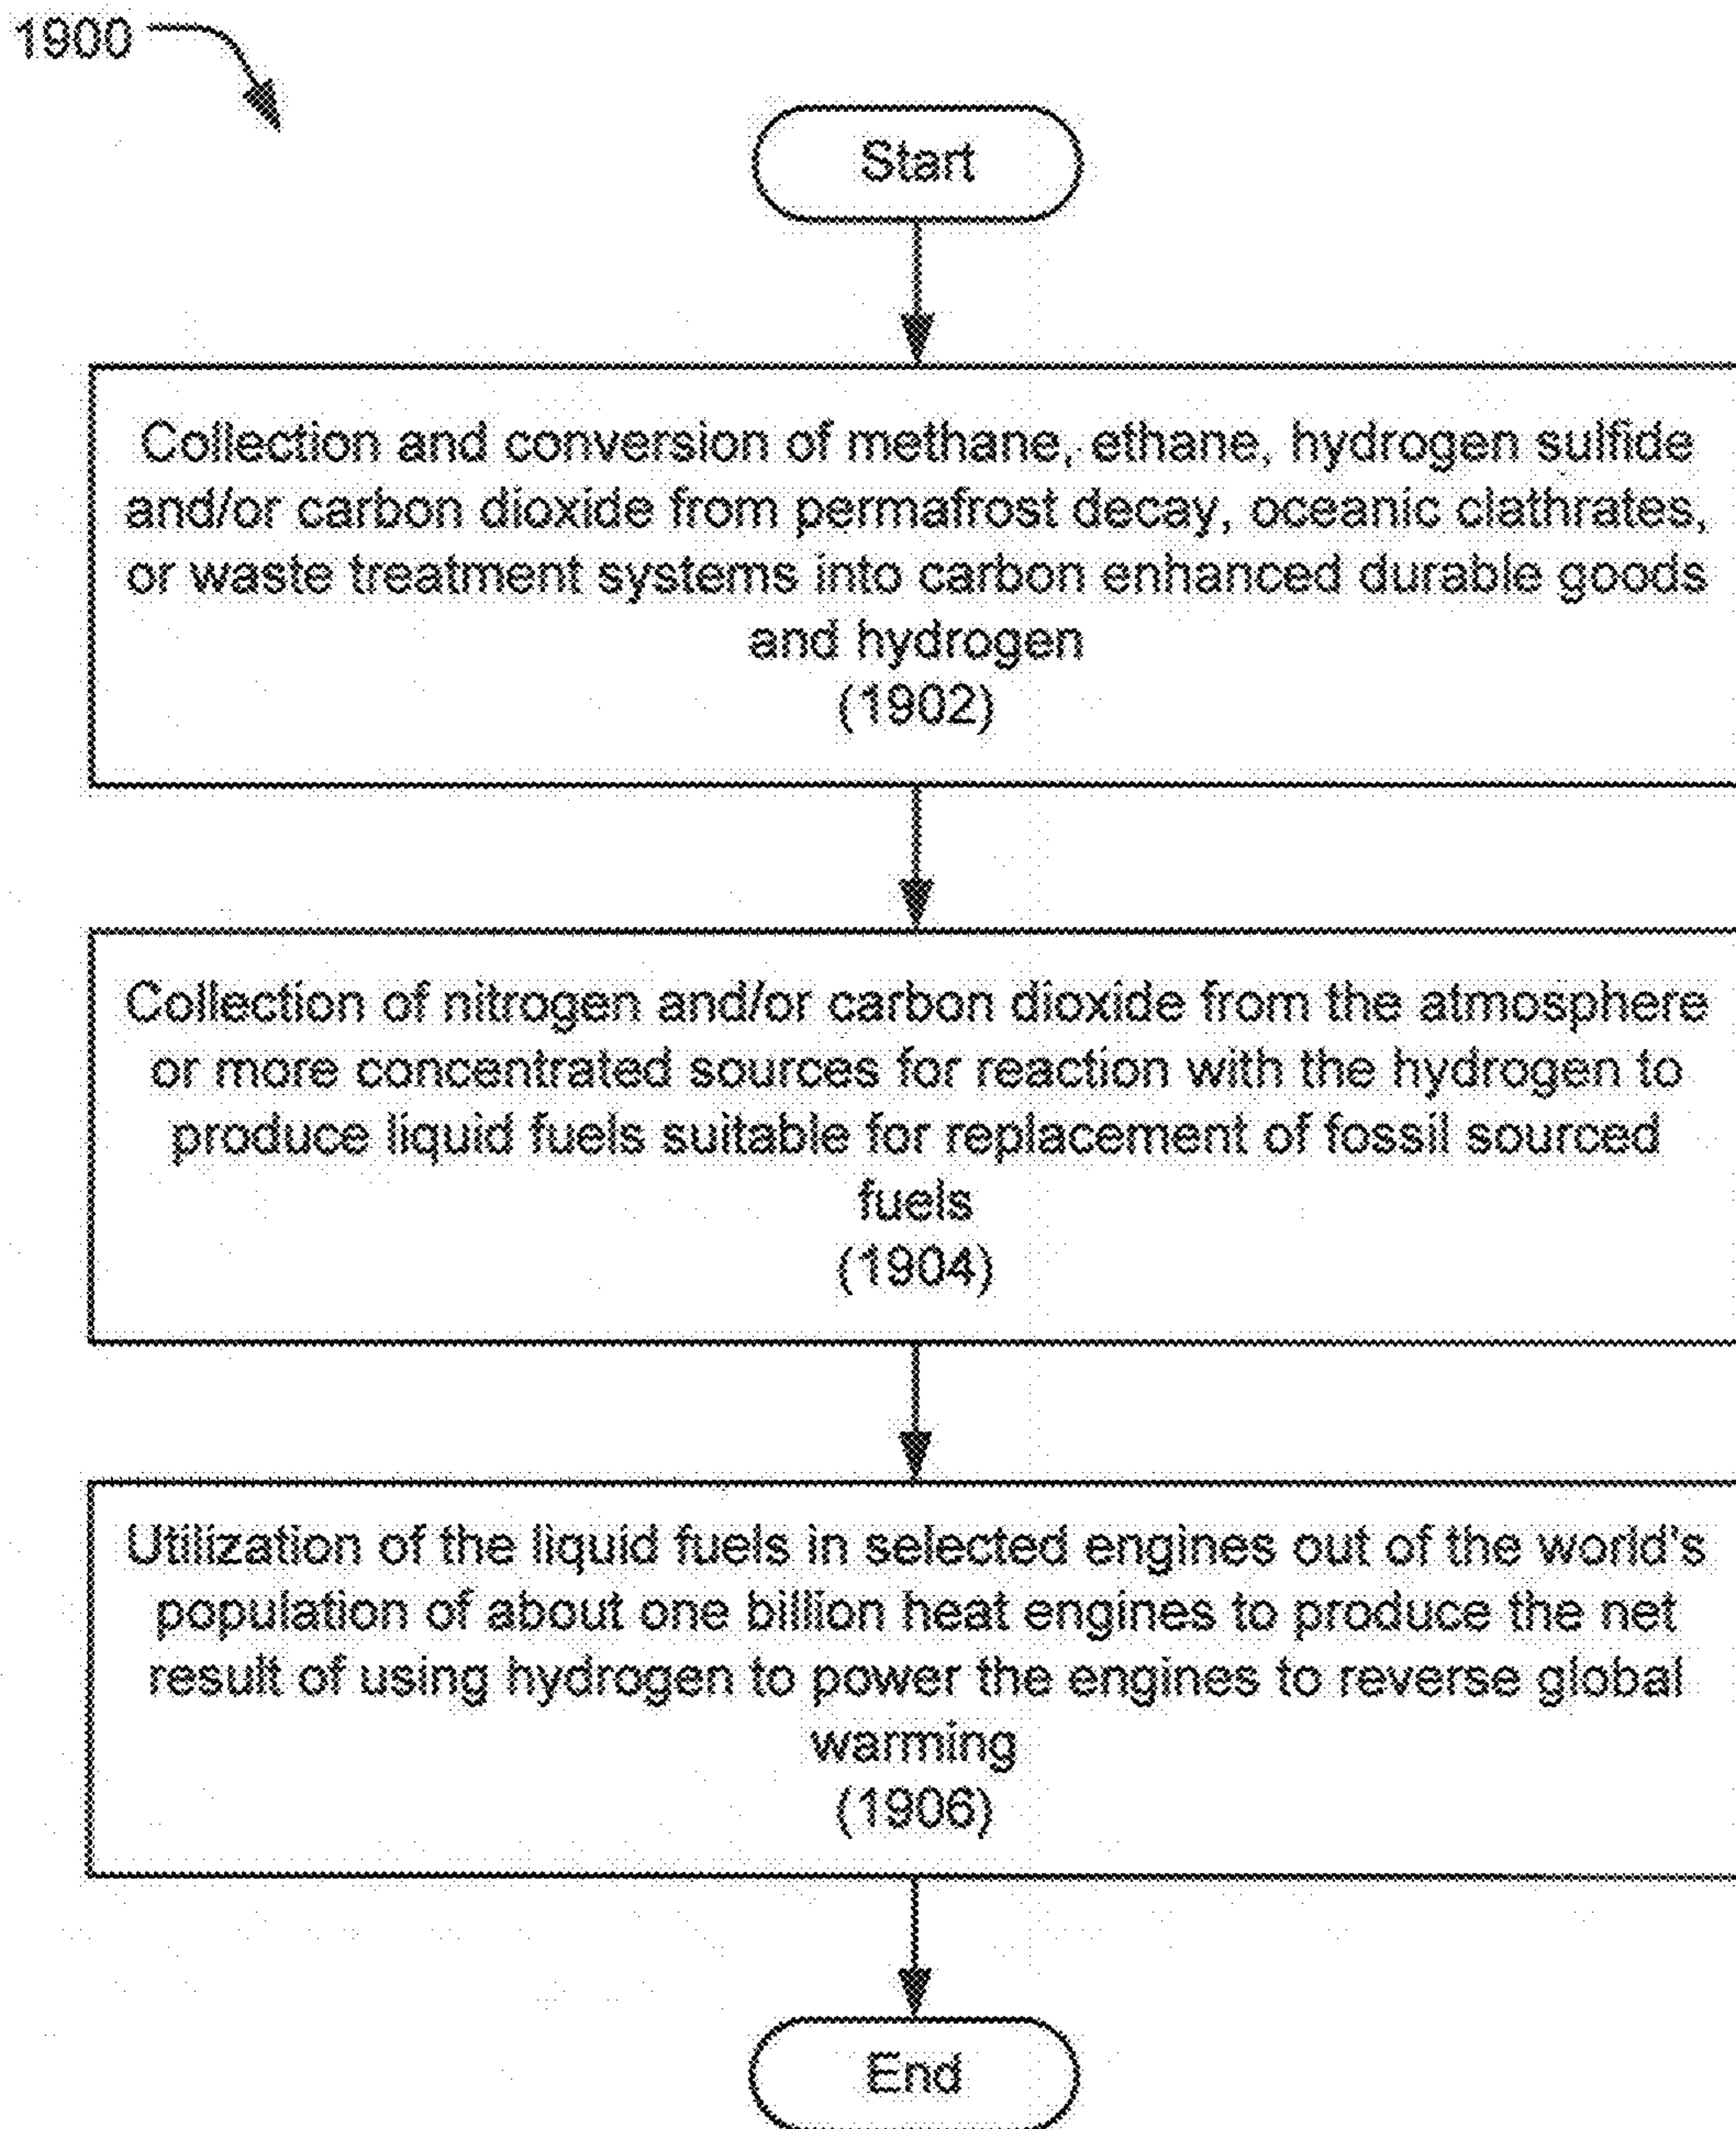 1900
Start
Collection and conversion of methane, ethane, hydrogen sulfide
and/or carbon dioxide from permafrost decay, oceanic clathrates,
or waste treatment systems into carbon enhanced durable goods
and hydrogen
(1902)
Collection of nitrogen and/or carbon dioxide from the atmosphere
or more concentrated sources for reaction with the hydrogen to
produce liquid fuels suitable for replacement of fossil sourced
fuels
(1904)
Utilization of the liquid fuels in selected engines out of the world's
population of about one billion heat engines to produce the net
result of using hydrogen to power the engines to reverse global
warming
(1906)
End